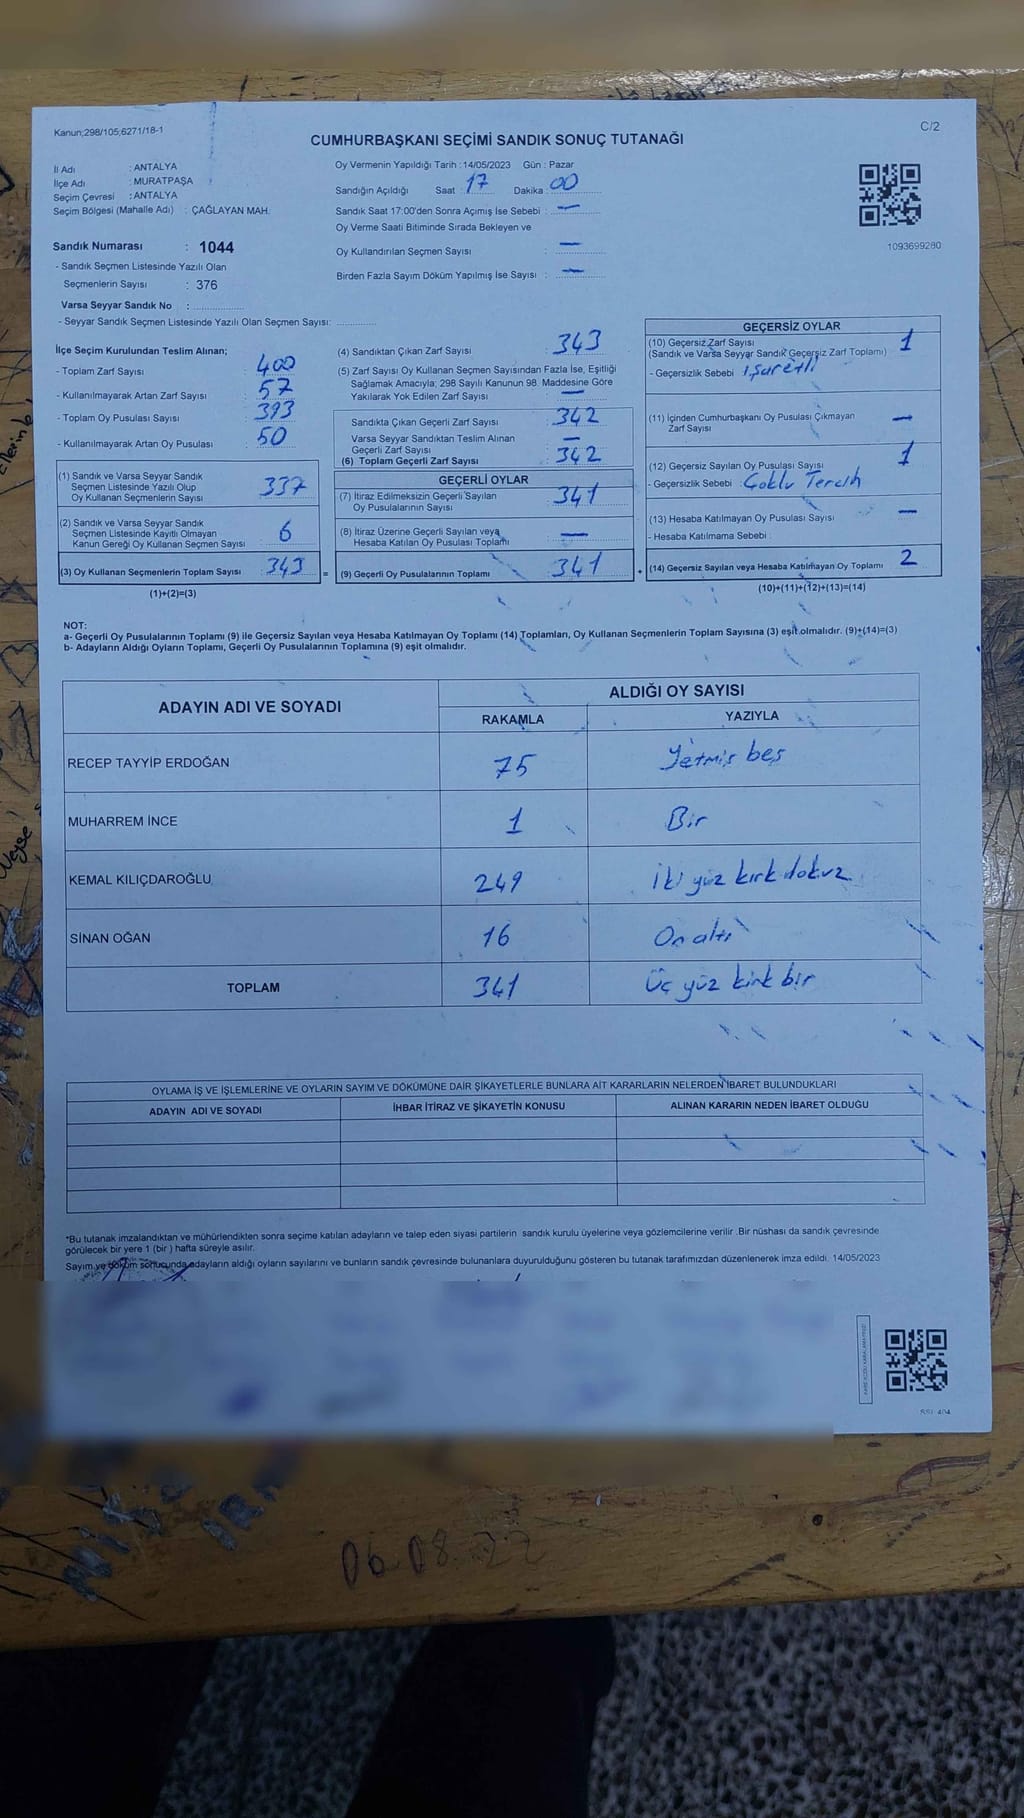 Kanun;298/105;6271/18-1
C/2
CUMHURBAŞKANI SEÇİMİ SANDIK SONUÇ TUTANAĞI
İl Adı : ANTALYA
İlçe Adı : MURATPAŞA
Seçim Çevresi : ANTALYA
Seçim Bölgesi (Mahalle Adı) : ÇAĞLAYAN MAH.
Oy Vermenin Yapıldığı Tarih : 14/05/2023 Gün : Pazar
Sandığın Açıldığı Saat : 17 Dakika : 00
Sandık Saat 17:00'den Sonra Açımış İse Sebebi : —
Oy Verme Saati Bitiminde Sırada Bekleyen ve
Oy Kullandırılan Seçmen Sayısı : —
Birden Fazla Sayım Döküm Yapılmış İse Sayısı : —
1093699280
Sandık Numarası : 1044
- Sandık Seçmen Listesinde Yazılı Olan
Seçmenlerin Sayısı : 376
Varsa Seyyar Sandık No : ..............
- Seyyar Sandık Seçmen Listesinde Yazılı Olan Seçmen Sayısı: ............
İlçe Seçim Kurulundan Teslim Alınan;
- Toplam Zarf Sayısı : 400
- Kullanılmayarak Artan Zarf Sayısı : 57
- Toplam Oy Pusulası Sayısı : 393
- Kullanılmayarak Artan Oy Pusulası : 50
(1) Sandık ve Varsa Seyyar Sandık
Seçmen Listesinde Yazılı Olup
Oy Kullanan Seçmenlerin Sayısı : 337
(2) Sandık ve Varsa Seyyar Sandık
Seçmen Listesinde Kayıtlı Olmayan
Kanun Gereği Oy Kullanan Seçmen Sayısı : 6
(3) Oy Kullanan Seçmenlerin Toplam Sayısı : 343 =
(1)+(2)=(3)
(4) Sandıktan Çıkan Zarf Sayısı : 343
(5) Zarf Sayısı Oy Kullanan Seçmen Sayısından Fazla İse, Eşitliği
Sağlamak Amacıyla; 298 Sayılı Kanunun 98. Maddesine Göre
Yakılarak Yok Edilen Zarf Sayısı : —
Sandıkta Çıkan Geçerli Zarf Sayısı : 342
Varsa Seyyar Sandıktan Teslim Alınan
Geçerli Zarf Sayısı : —
(6) Toplam Geçerli Zarf Sayısı : 342
GEÇERLİ OYLAR
(7) İtiraz Edilmeksizin Geçerli Sayılan
Oy Pusulalarının Sayısı : 341
(8) İtiraz Üzerine Geçerli Sayılan veya
Hesaba Katılan Oy Pusulası Toplamı : —
(9) Geçerli Oy Pusulalarının Toplamı : 341 +
GEÇERSİZ OYLAR
(10) Geçersiz Zarf Sayısı : 1
(Sandık ve Varsa Seyyar Sandık Geçersiz Zarf Toplamı)
- Geçersizlik Sebebi : İşaretli
(11) İçinden Cumhurbaşkanı Oy Pusulası Çıkmayan
Zarf Sayısı : —
(12) Geçersiz Sayılan Oy Pusulası Sayısı : 1
- Geçersizlik Sebebi : Çoklu Tercih
(13) Hesaba Katılmayan Oy Pusulası Sayısı : —
- Hesaba Katılmama Sebebi :
(14) Geçersiz Sayılan veya Hesaba Katılmayan Oy Toplamı : 2
(10)+(11)+(12)+(13)=(14)
NOT:
a- Geçerli Oy Pusulalarının Toplamı (9) ile Geçersiz Sayılan veya Hesaba Katılmayan Oy Toplamı (14) Toplamları, Oy Kullanan Seçmenlerin Toplam Sayısına (3) eşit olmalıdır. (9)+(14)=(3)
b- Adayların Aldığı Oyların Toplamı, Geçerli Oy Pusulalarının Toplamına (9) eşit olmalıdır.
ADAYIN ADI VE SOYADI ALDIĞI OY SAYISI
RAKAMLA YAZIYLA
RECEP TAYYİP ERDOĞAN 75 Yetmiş beş
MUHARREM İNCE 1 Bir
KEMAL KILIÇDAROĞLU 249 İki yüz kırk dokuz
SİNAN OĞAN 16 On altı
TOPLAM 341 Üç yüz kırk bir
OYLAMA İŞ VE İŞLEMLERİNE VE OYLARIN SAYIM VE DÖKÜMÜNE DAİR ŞİKAYETLERLE BUNLARA AİT KARARLARIN NELERDEN İBARET BULUNDUKLARI
ADAYIN ADI VE SOYADI İHBAR İTİRAZ VE ŞİKAYETİN KONUSU ALINAN KARARIN NEDEN İBARET OLDUĞU
*Bu tutanak imzalandıktan ve mühürlendikten sonra seçime katılan adayların ve talep eden siyasi partilerin sandık kurulu üyelerine veya gözlemcilerine verilir. Bir nüshası da sandık çevresinde
görülecek bir yere 1 (bir) hafta süreyle asılır.
Sayım ve döküm sonucunda adayların aldığı oyların sayılarını ve bunların sandık çevresinde bulunanlara duyurulduğunu gösteren bu tutanak tarafımızdan düzenlenerek imza edildi. 14/05/2023
06.08.22